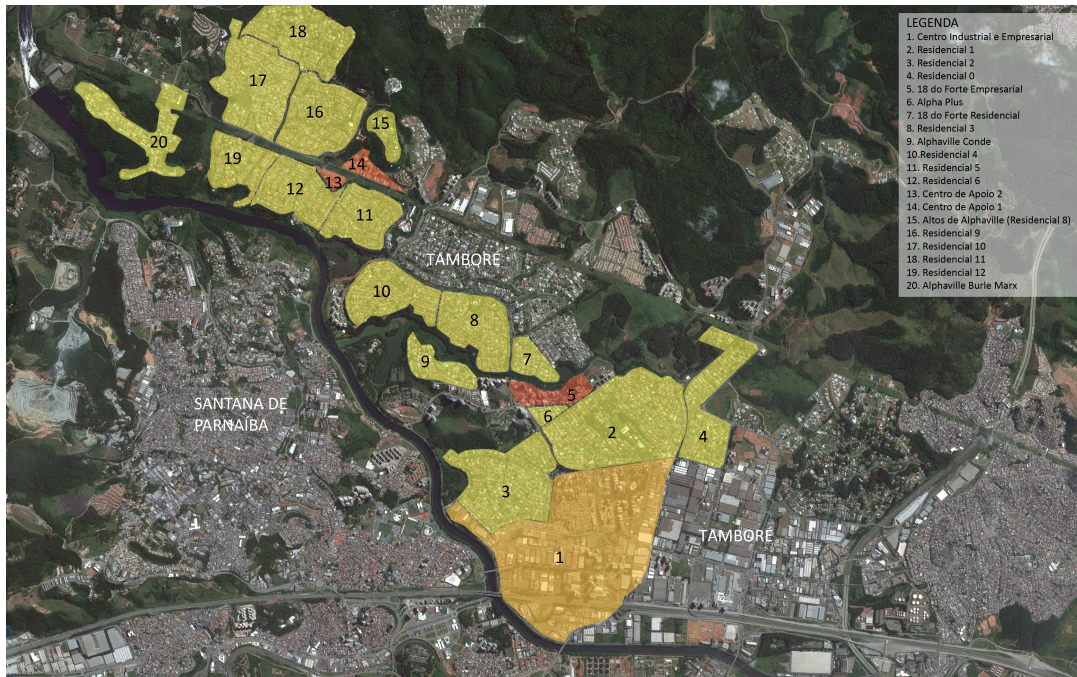 LEGENDA
1. Centro Industrial e Empresarial
2. Residencial 1
3. Residencial 2
4. Residencial 0
5. 18 do Forte Empresarial
6. Alpha Plus
7. 18 do Forte Residencial
8. Residencial 3
9. Alphaville Conde
10.Residencial 4
11. Residencial 5
12. Residencial 6
13. Centro de Apoio 2
14. Centro de Apoio 1
15. Altos de Alphaville (Residencial 8)
16. Residencial 9
17. Residencial 10
18. Residencial 11
19. Residencial 12
20. Alphaville Burle Marx
18
17
16
15
20
14
19
13
12
11
TAMBORÉ
10
8
9
7
5
SANTANA DE
PARNAÍBA
6
2
4
3
TAMBORÉ
1